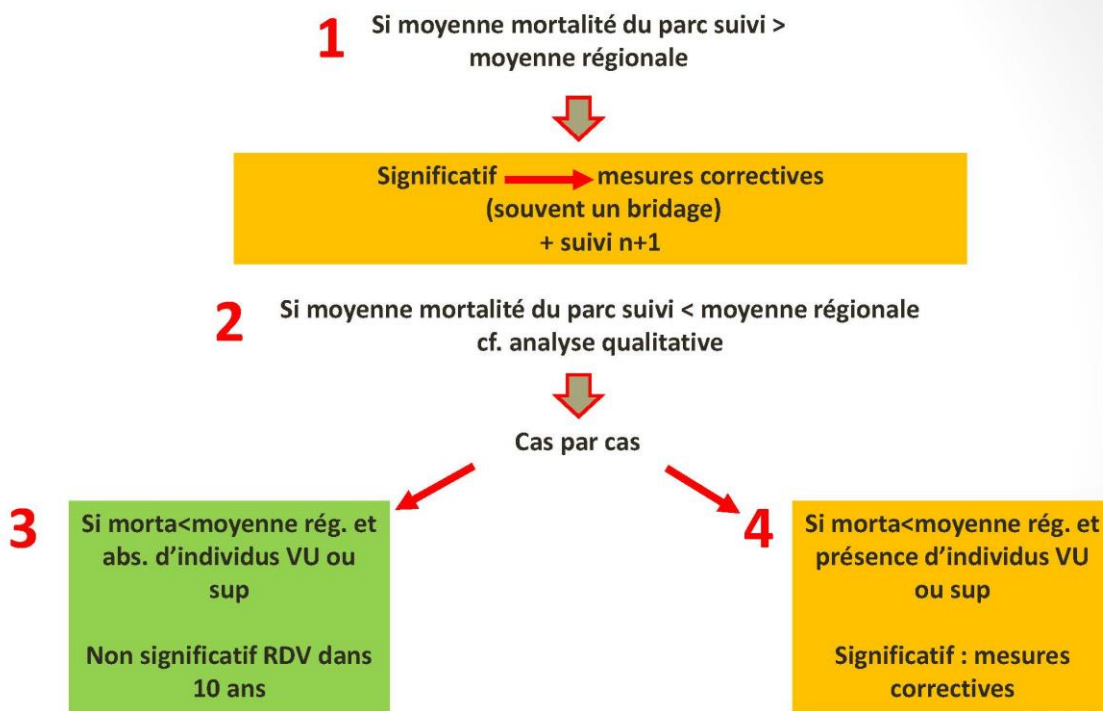 1
Si moyenne mortalité du parc suivi >
moyenne régionale
Significatif mesures correctives
(souvent un bridage)
+ suivi n+1
2
Si moyenne mortalité du parc suivi < moyenne régionale
cf. analyse qualitative
Cas par cas
3
Si morta<moyenne rég. et
abs. d'individus VU ou
sup
Non significatif RDV dans
10 ans
4
Si morta<moyenne rég. et
présence d'individus VU
ou sup
Significatif : mesures
correctives